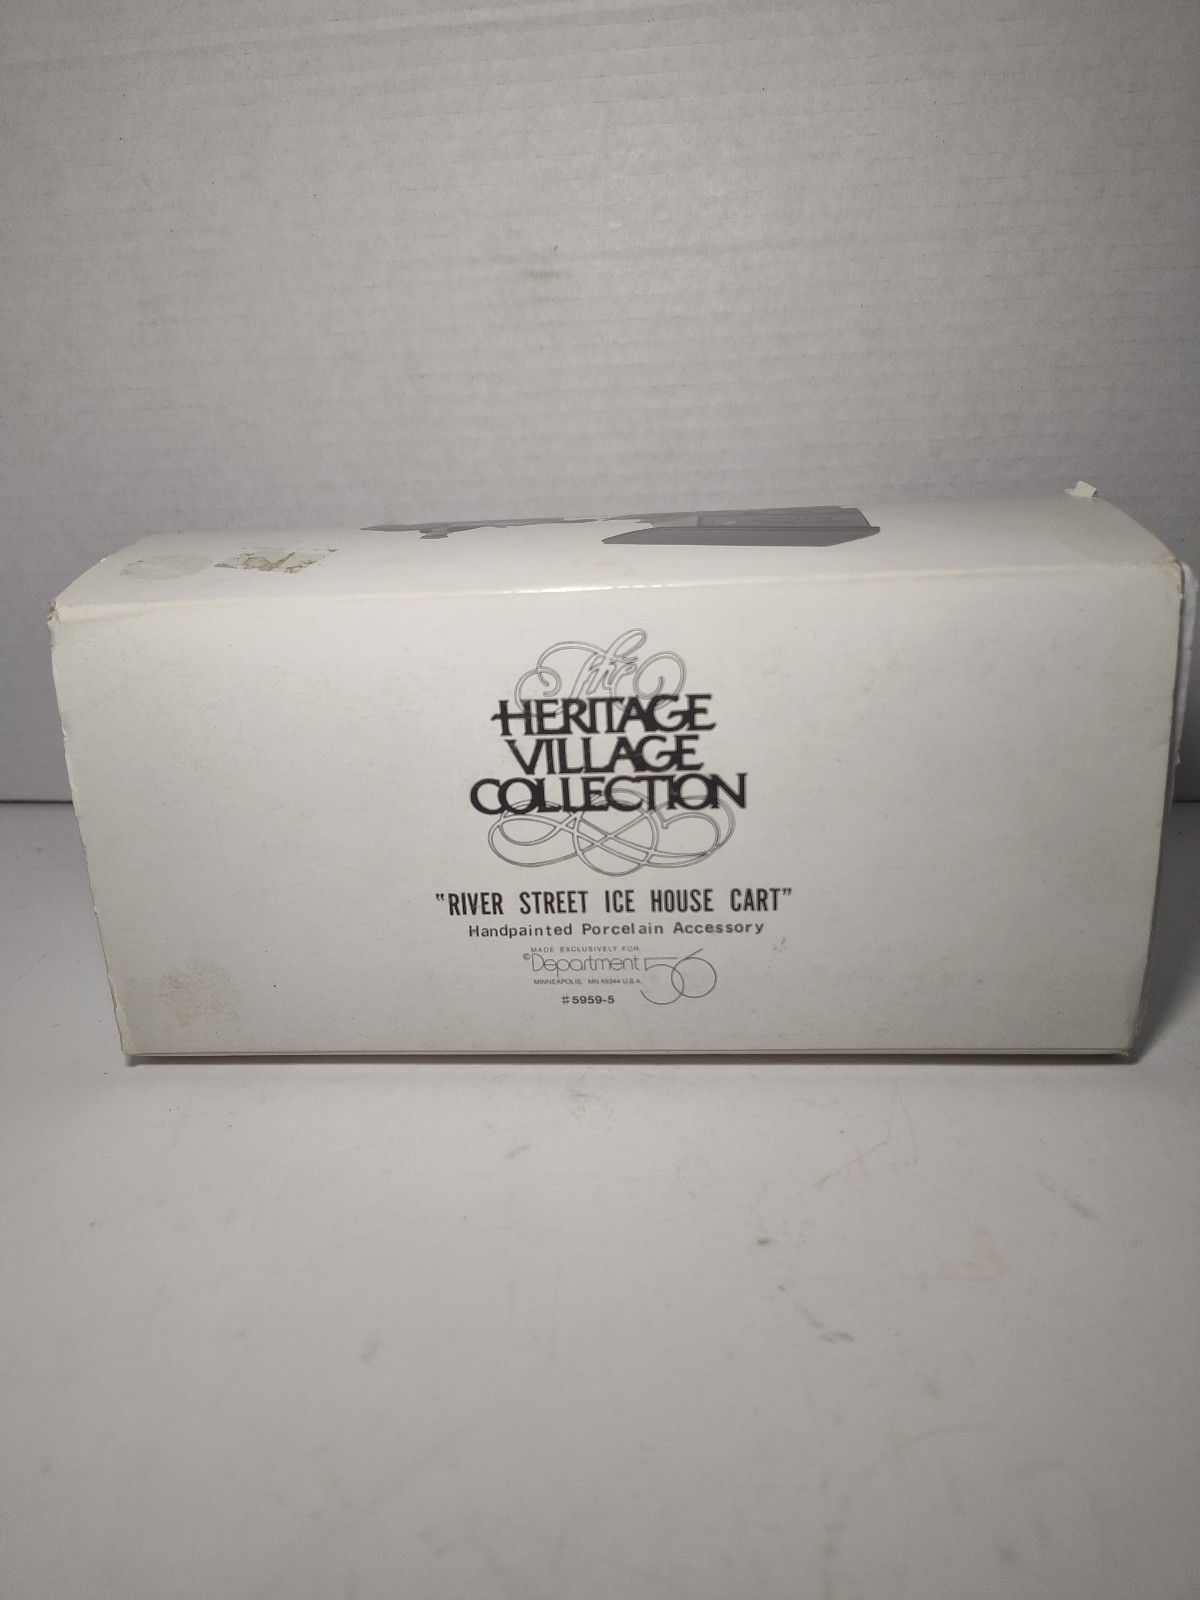 The
HERITAGE
VILLAGE
COLLECTION
"RIVER STREET ICE HOUSE CART"
Handpainted Porcelain Accessory
MADE EXCLUSIVELY FOR
©Department 56
MINNEAPOLIS, MN 55344 U.S.A.
#5959-5